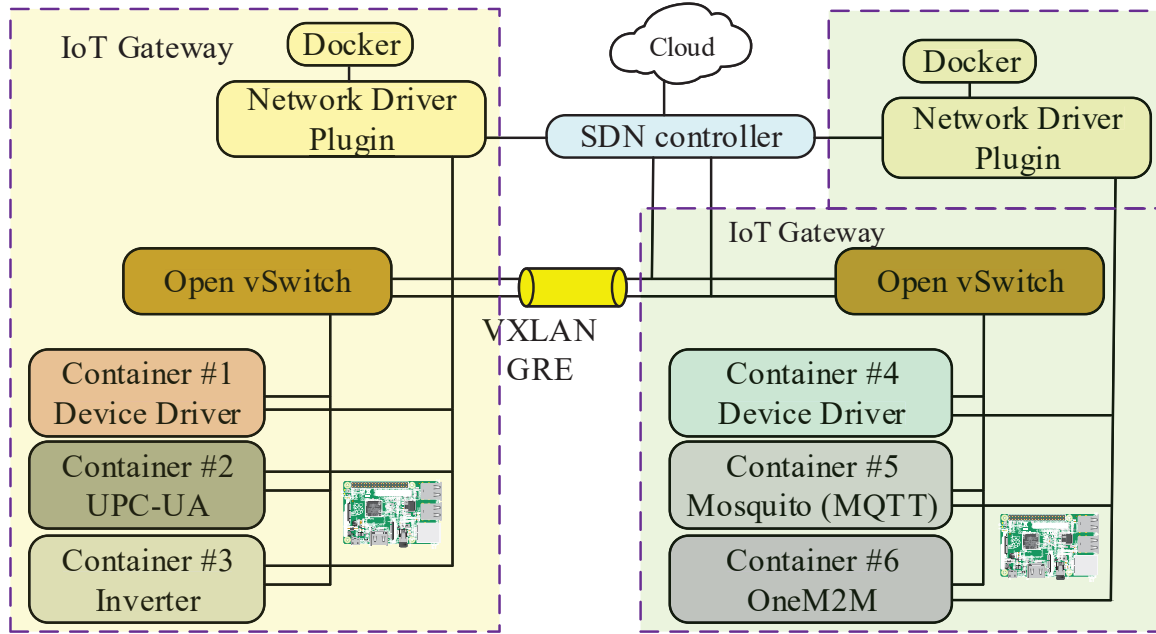 IoT Gateway
Docker
Network Driver
Plugin
Cloud
SDN controller
Docker
Network Driver
Plugin
IoT Gateway
Open vSwitch
VXLAN
GRE
Open vSwitch
Container #1
Device Driver
Container #2
UPC-UA
Container #3
Inverter
Container #4
Device Driver
Container #5
Mosquito (MQTT)
Container #6
OneM2M